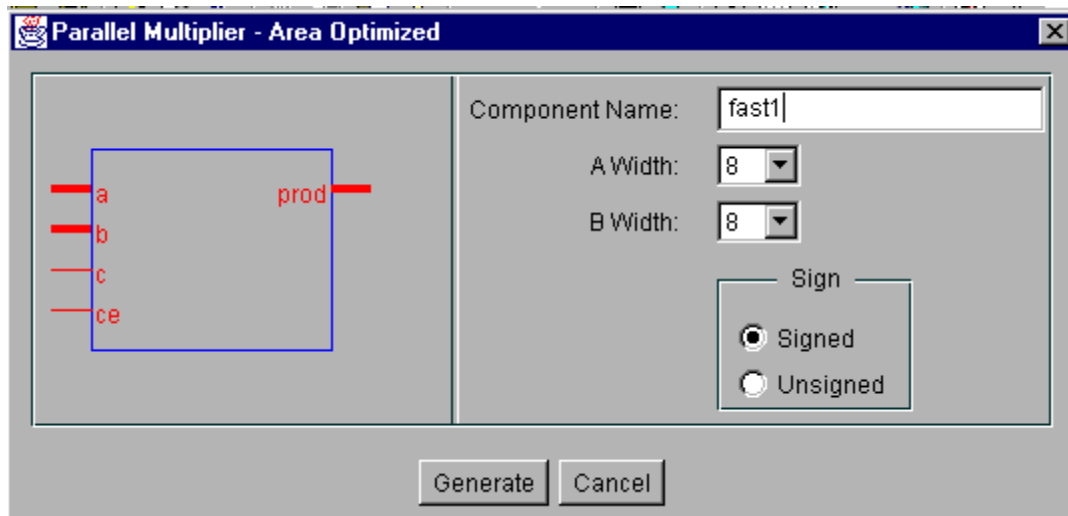 Parallel Multiplier - Area Optimized
Component Name: fast1
A Width: 8
B Width: 8
a prod
b
c
ce
Sign
Signed
Unsigned
Generate Cancel